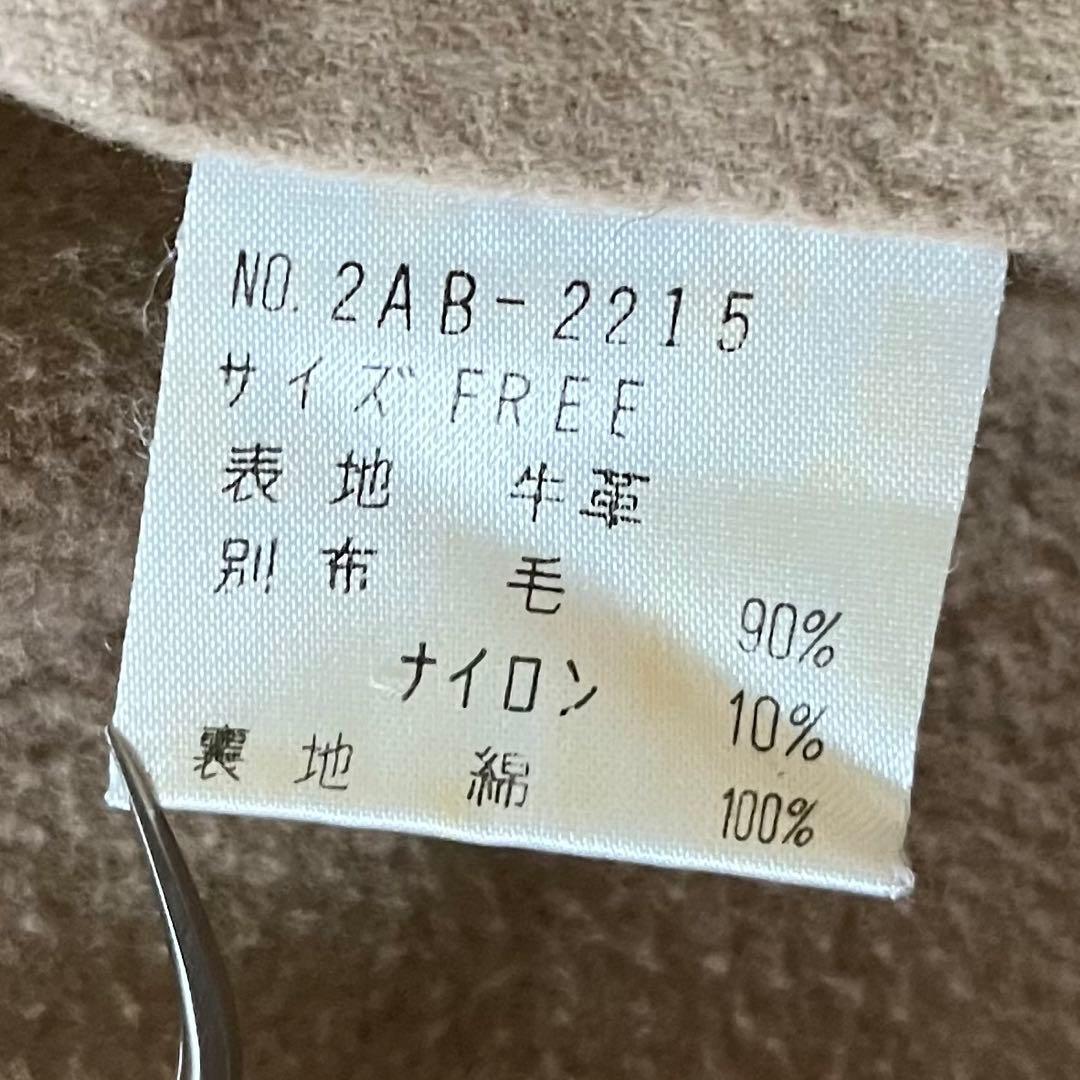 NO. 2AB-2215
サイズ FREE
表地 牛革
別布 毛 90%
ナイロン 10%
裏地 綿 100%